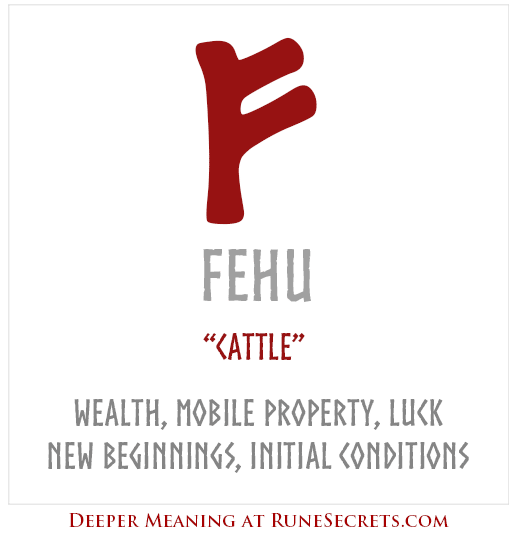 ᚠ
FEHU
“CATTLE”
WEALTH, MOBILE PROPERTY, LUCK
NEW BEGINNINGS, INITIAL CONDITIONS
DEEPER MEANING AT RUNESECRETS.COM